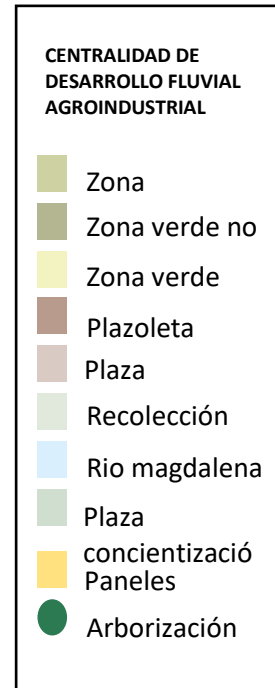 CENTRALIDAD DE
DESARROLLO FLUVIAL
AGROINDUSTRIAL
Zona
Zona verde no
Zona verde
Plazoleta
Plaza
Recolección
Rio magdalena
Plaza
concientizació
Paneles
Arborización